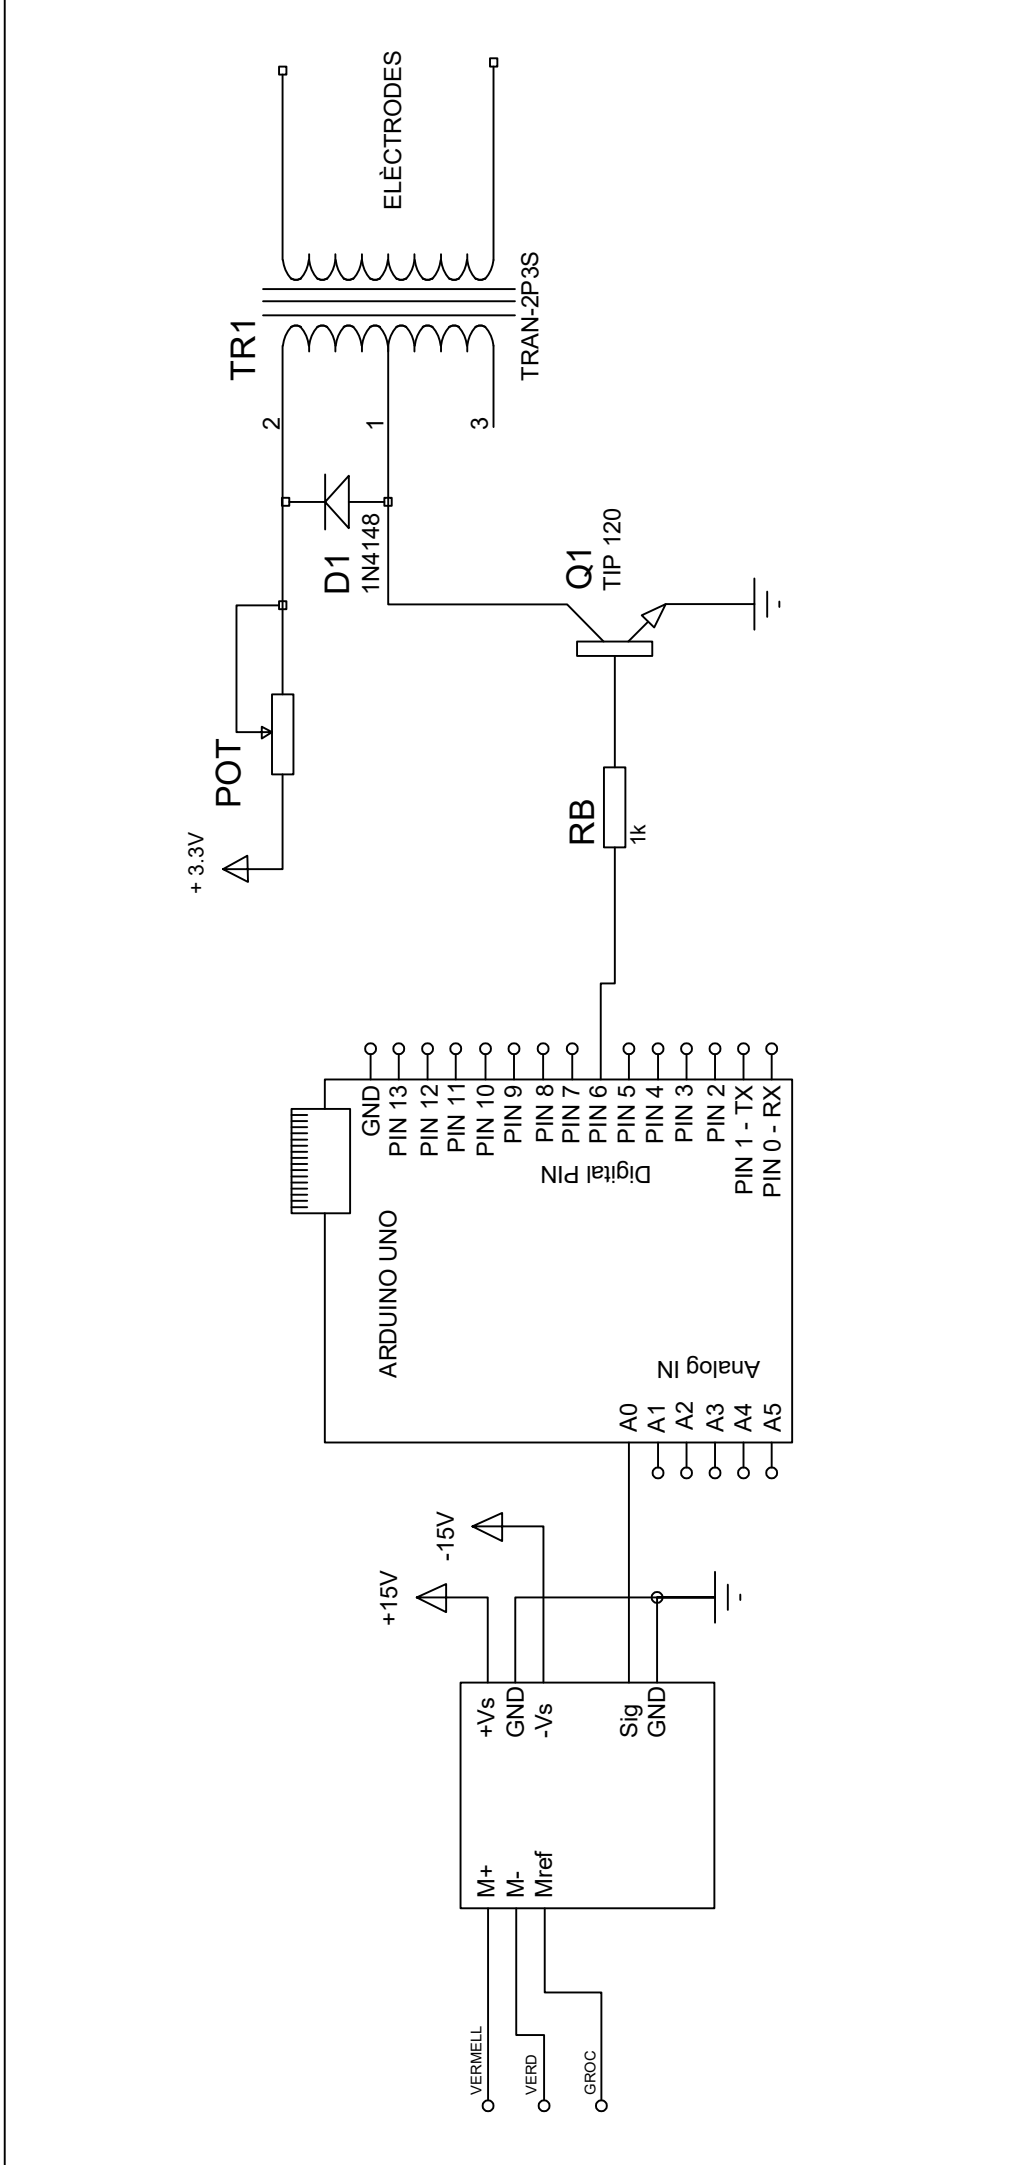 VERMELL
VERD
GROC
M+
M-
Mref
+Vs
GND
-Vs
Sig
GND
+15V
-15V
ARDUINO UNO
Analog IN
A0
A1
A2
A3
A4
A5
Digital PIN
GND
PIN 13
PIN 12
PIN 11
PIN 10
PIN 9
PIN 8
PIN 7
PIN 6
PIN 5
PIN 4
PIN 3
PIN 2
PIN 1 - TX
PIN 0 - RX
+ 3.3V
POT
RB
1k
D1
1N4148
Q1
TIP 120
2
1
3
TR1
TRAN-2P3S
ELÈCTRODES